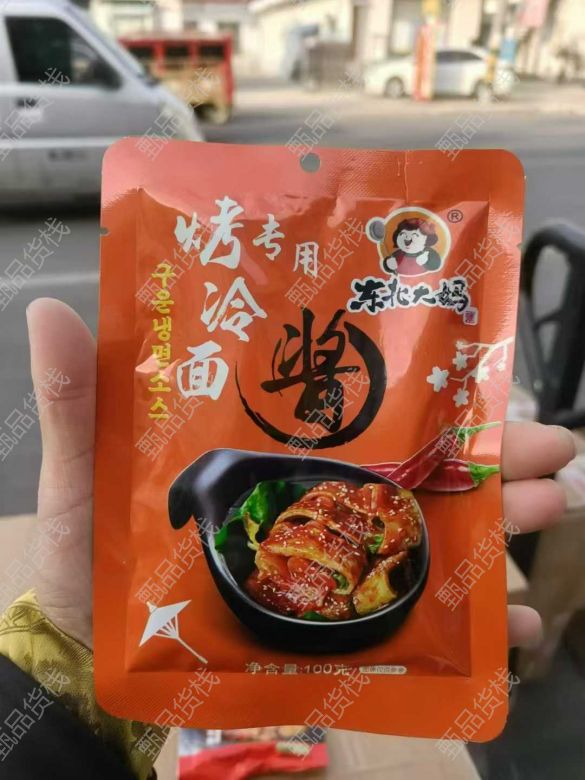 烤冷面
专用
구운냉면소스
酱
东北大妈
®
净含量:100克
甄品货栈